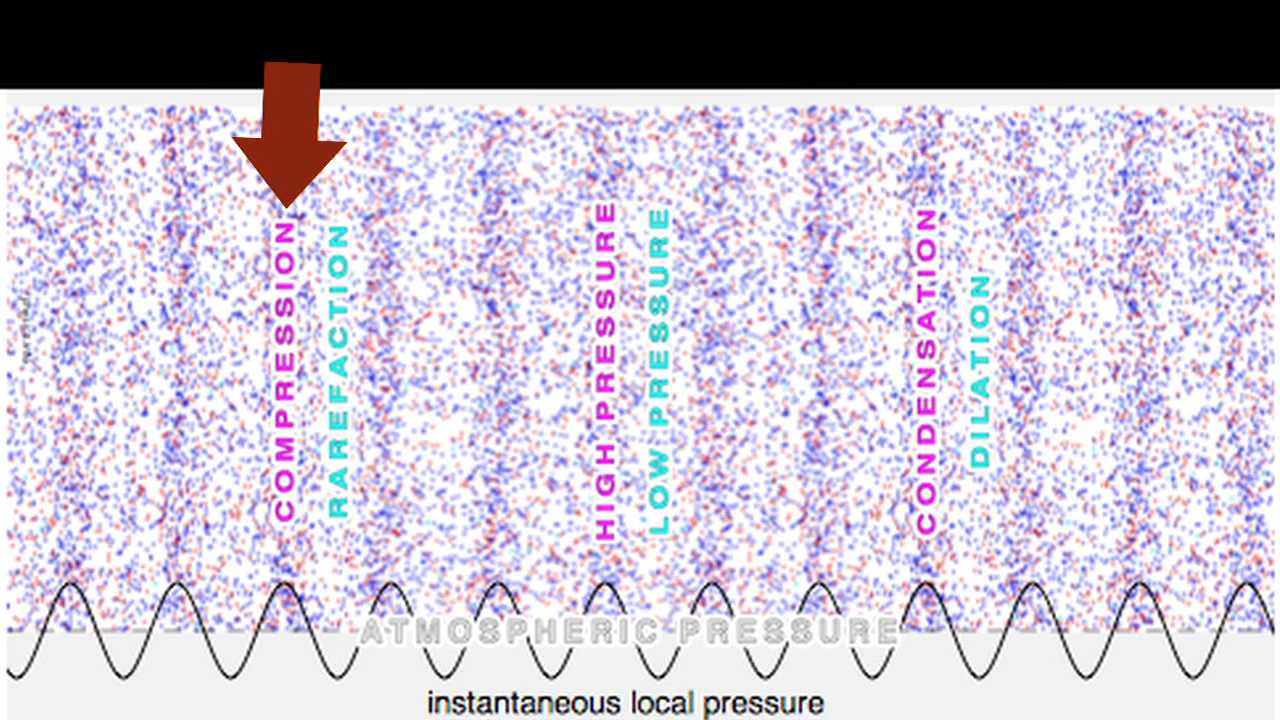 COMPRESSION
RAREFACTION
HIGH PRESSURE
LOW PRESSURE
CONDENSATION
DILATION
ATMOSPHERIC PRESSURE
instantaneous local pressure